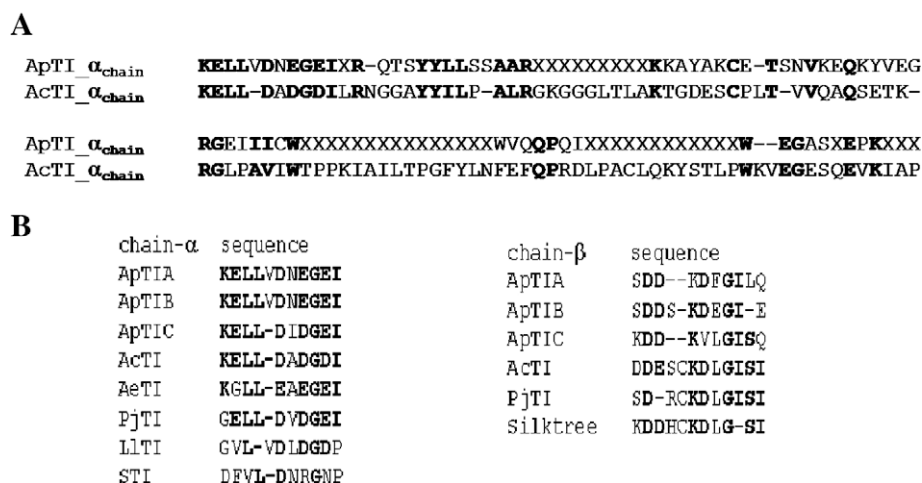 A
ApTI_αchain KELLVDNEGEIXR-QTSYYLLSSAARXXXXXXXXXKKAYAKCE-TSNVKEQKYVEG
AcTI_αchain KELL-DADGDILRNGGAYYILP-ALRGKGGGLTLAKTGDESCPLT-VVQAQSETK-
ApTI_αchain RGEIIICWXXXXXXXXXXXXXXXXXWVQQQPQIXXXXXXXXXXXXXW--EGASXEPKXXX
AcTI_αchain RGLPAVIWTPPKIAILTPGFYLNFEFQPRDLPACLQKYSTLPWKVEGESQEVKIAP
B
chain-α sequence
ApTIA KELLVDNEGEI
ApTIB KELLVDNEGEI
ApTIC KELL-DIDGEI
AcTI KELL-DADGDI
AeTI KGLL-EAEGEI
PjTI GELL-DVDGEI
LlTI GVL-VDLDGDP
STI DFVL-DNRGNP
chain-β sequence
ApTIA SDD--KDFGILQ
ApTIB SDDS-KDEGI-E
ApTIC KDD--KVLGISQ
AcTI DDESCKDLGISI
PjTI SD-RCKDLGISI
Silktree KDDHCKDLG-SI